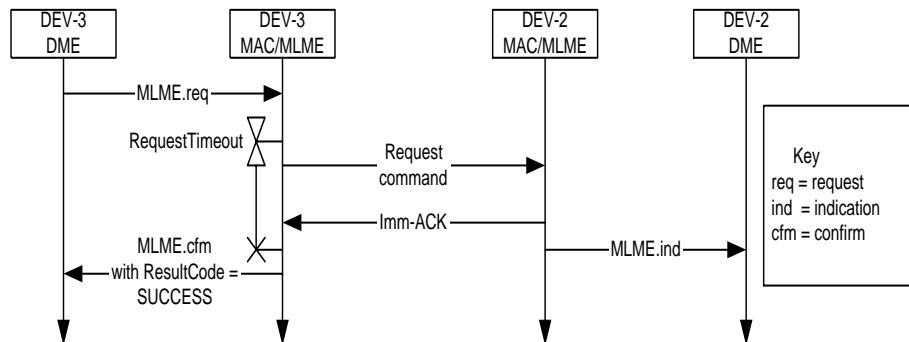 DEV-3
DME
DEV-3
MAC/MLME
DEV-2
MAC/MLME
DEV-2
DME
MLME.req
RequestTimeout
Request
command
Imm-ACK
MLME.cfm
with ResultCode =
SUCCESS
MLME.ind
Key
req = request
ind = indication
cfm = confirm